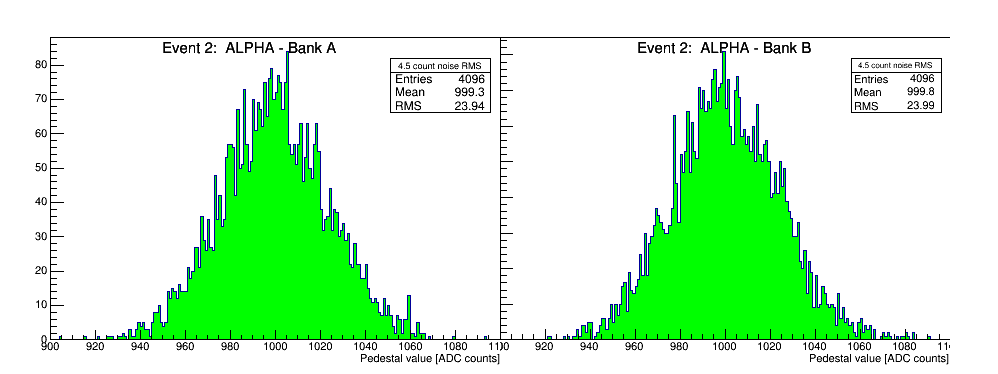 Event 2: ALPHA - Bank A
4.5 count noise RMS
Entries 4096
Mean 999.3
RMS 23.94
80
70
60
50
40
30
20
10
0
900 920 940 960 980 1000 1020 1040 1060 1080 110
Pedestal value [ADC counts]
Event 2: ALPHA - Bank B
4.5 count noise RMS
Entries 4096
Mean 999.8
RMS 23.99
920 940 960 980 1000 1020 1040 1060 1080 11
Pedestal value [ADC counts]